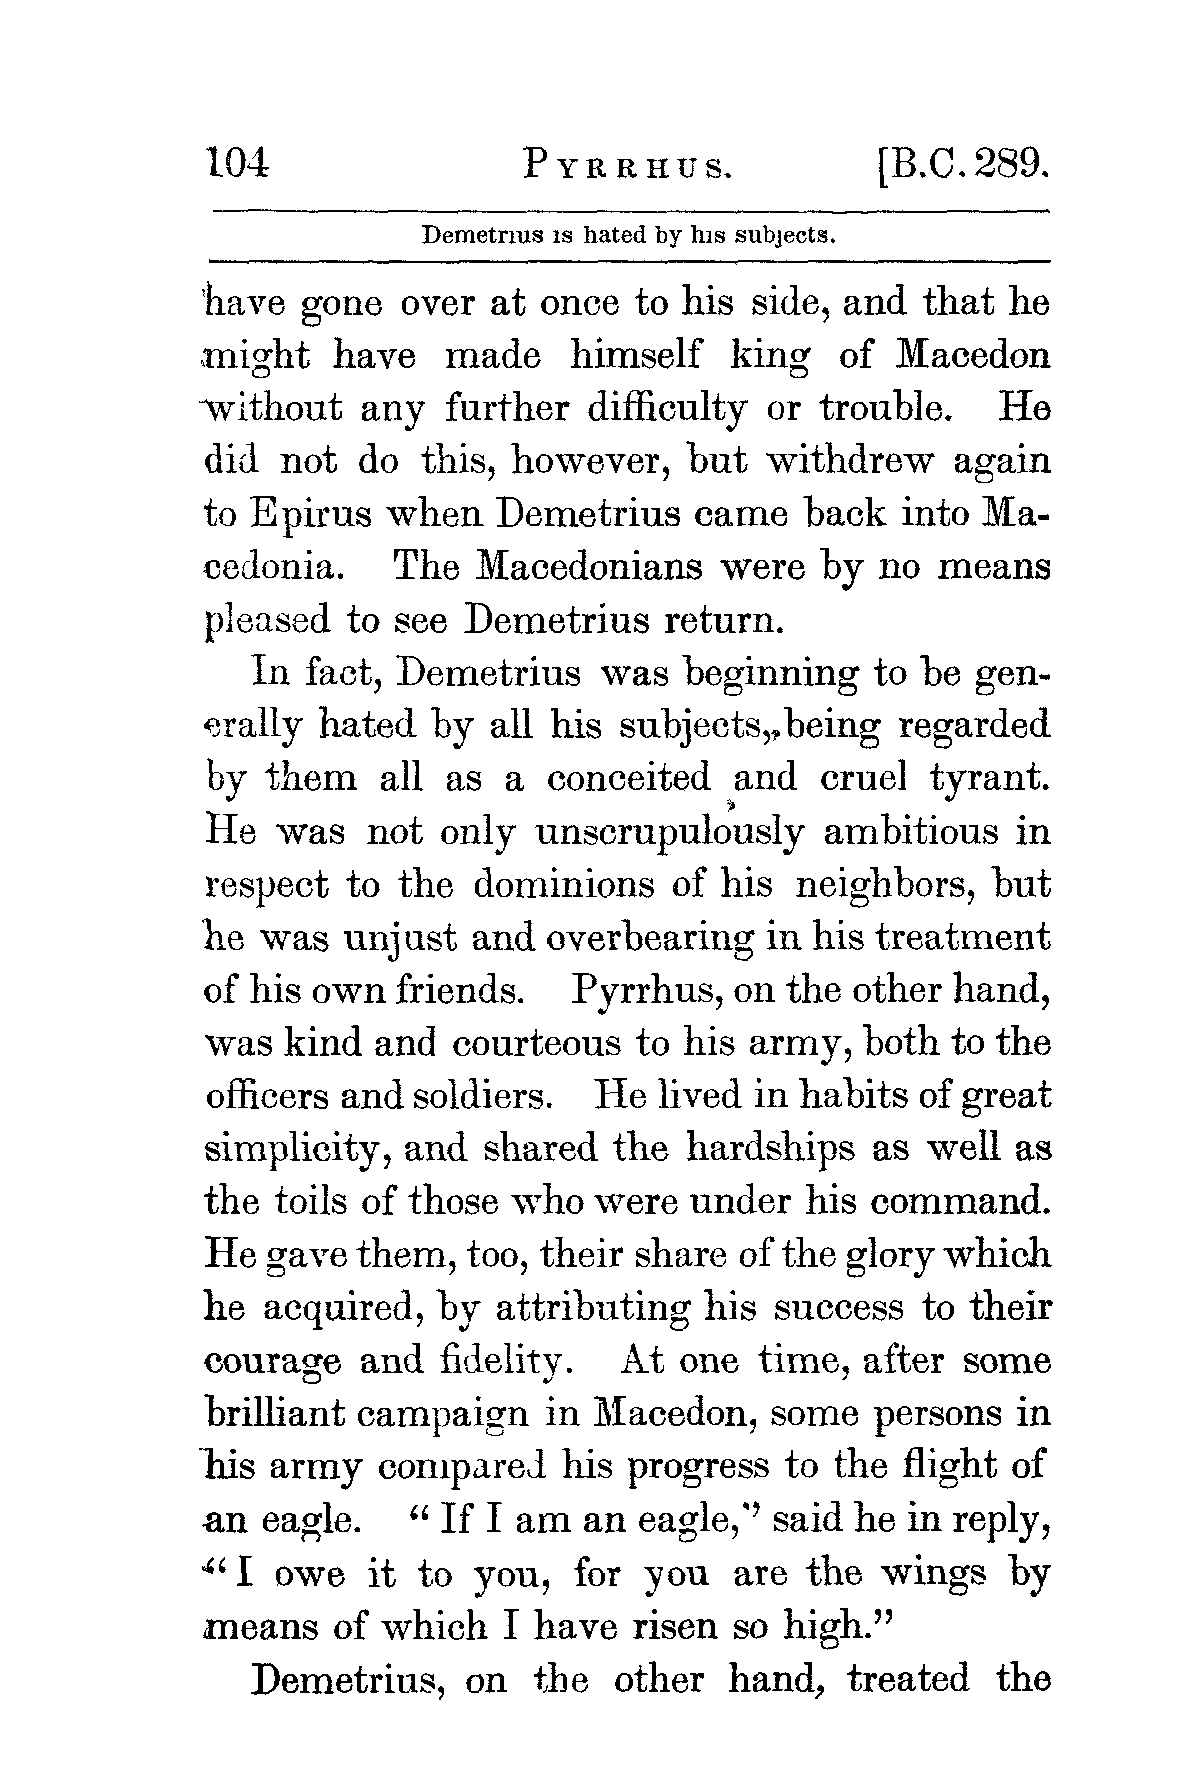 104 PYRRHUS. [B.C. 289.
Demetrius is hated by his subjects.
have gone over at once to his side, and that he
might have made himself king of Macedon
without any further difficulty or trouble. He
did not do this, however, but withdrew again
to Epirus when Demetrius came back into Ma-
cedonia. The Macedonians were by no means
pleased to see Demetrius return.
In fact, Demetrius was beginning to be gen-
erally hated by all his subjects, being regarded
by them all as a conceited and cruel tyrant.
He was not only unscrupulously ambitious in
respect to the dominions of his neighbors, but
he was unjust and overbearing in his treatment
of his own friends. Pyrrhus, on the other hand,
was kind and courteous to his army, both to the
officers and soldiers. He lived in habits of great
simplicity, and shared the hardships as well as
the toils of those who were under his command.
He gave them, too, their share of the glory which
he acquired, by attributing his success to their
courage and fidelity. At one time, after some
brilliant campaign in Macedon, some persons in
his army compared his progress to the flight of
an eagle. "If I am an eagle," said he in reply,
"I owe it to you, for you are the wings by
means of which I have risen so high."
Demetrius, on the other hand, treated the